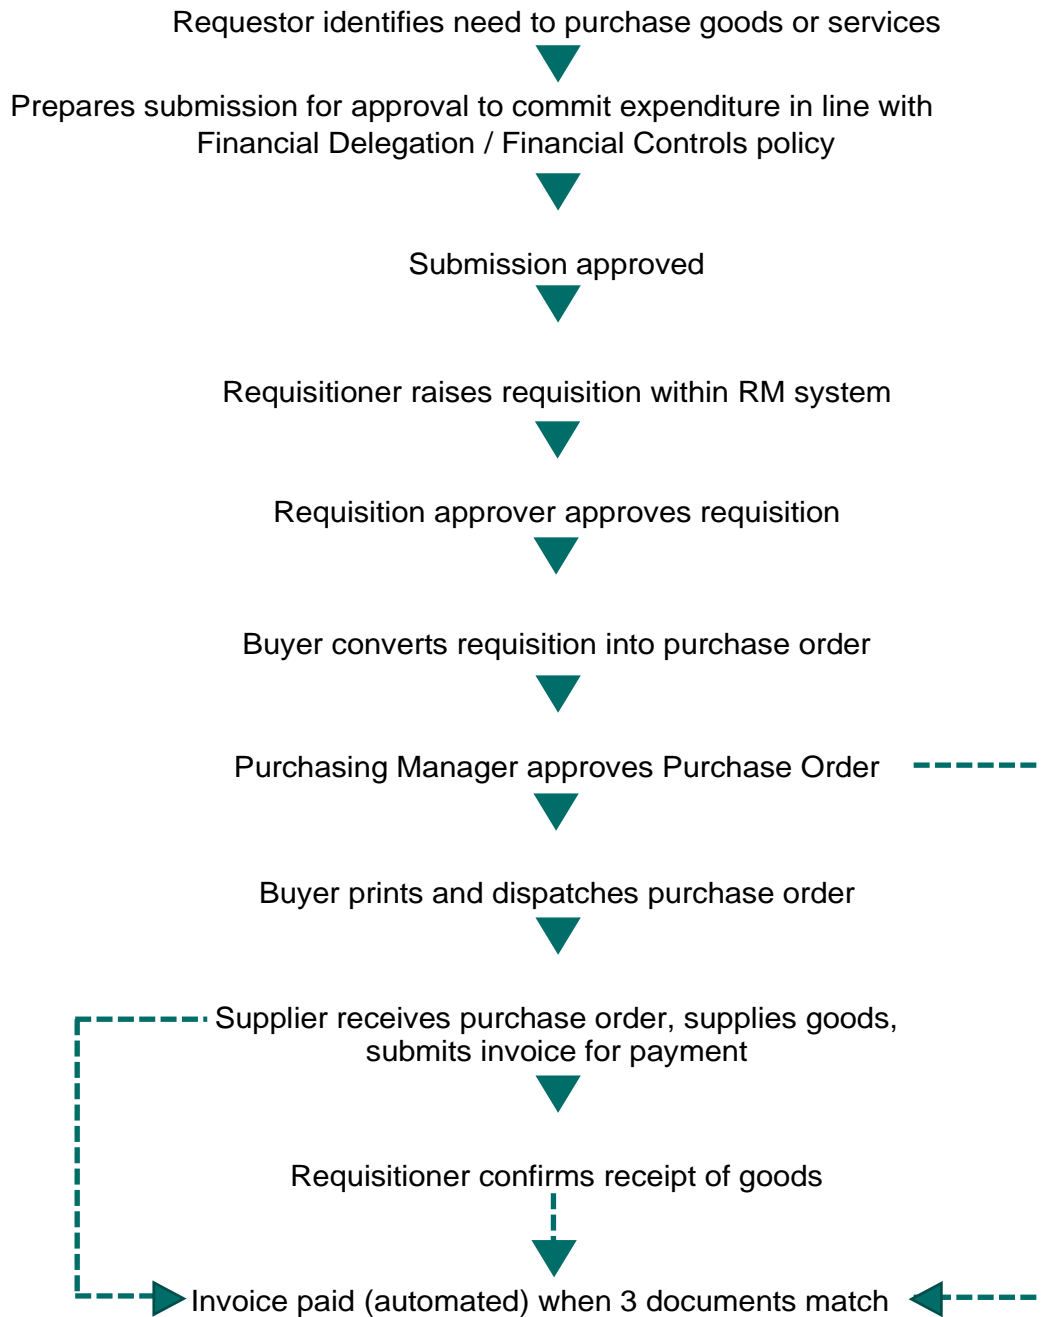 Requestor identifies need to purchase goods or services
Prepares submission for approval to commit expenditure in line with
Financial Delegation / Financial Controls policy
Submission approved
Requisitioner raises requisition within RM system
Requisition approver approves requisition
Buyer converts requisition into purchase order
Purchasing Manager approves Purchase Order
Buyer prints and dispatches purchase order
Supplier receives purchase order, supplies goods,
submits invoice for payment
Requisitioner confirms receipt of goods
Invoice paid (automated) when 3 documents match